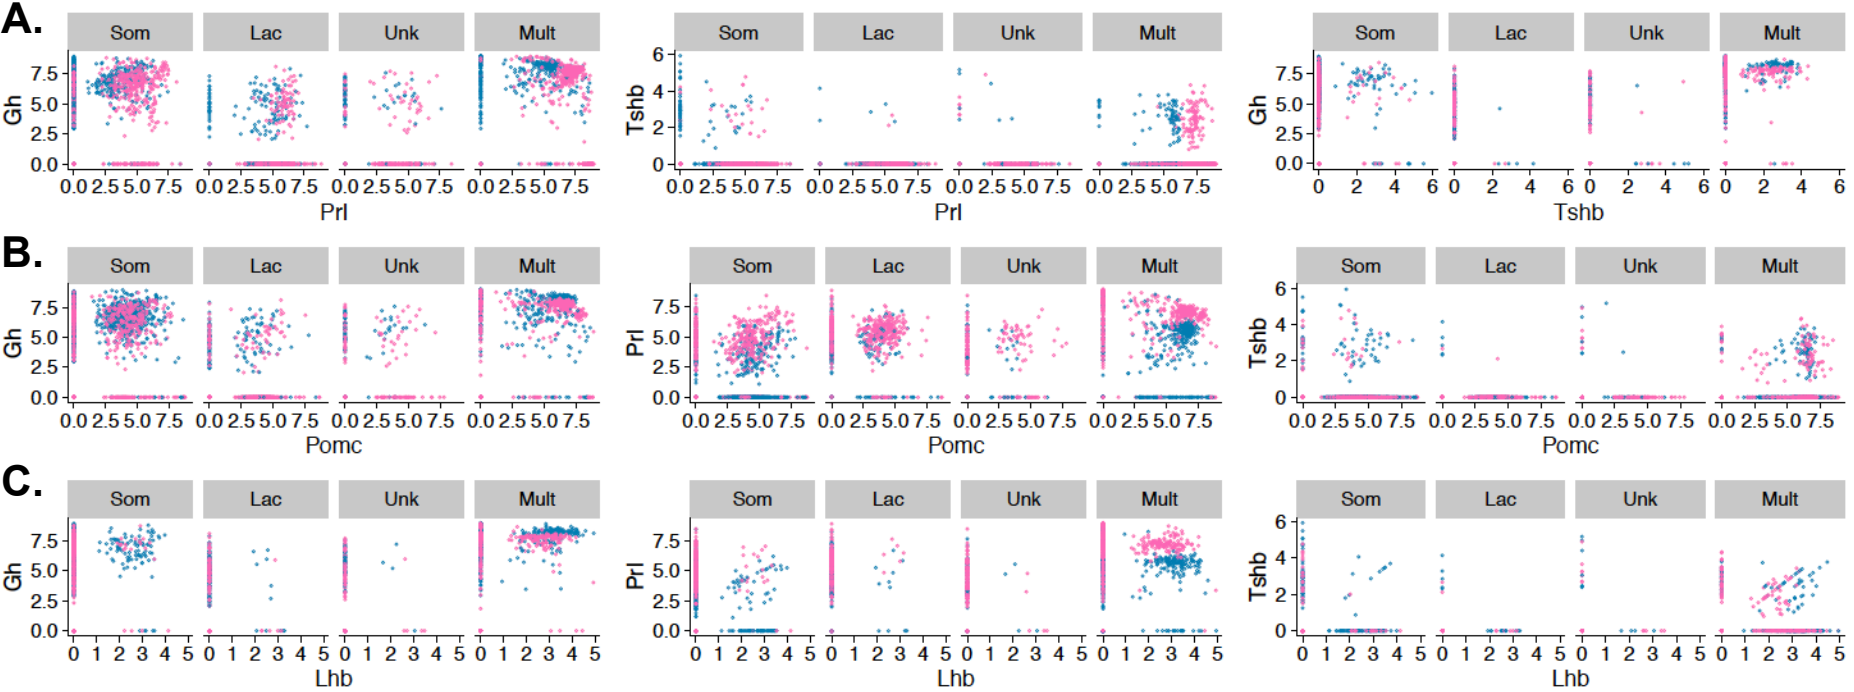 A.
Som Lac Unk Mult
Gh
7.5
5.0
2.5
0.0
0.0 2.5 5.0 7.5 0.0 2.5 5.0 7.5 0.0 2.5 5.0 7.5 0.0 2.5 5.0 7.5
Prl
Som Lac Unk Mult
Tshb
6
4
2
0
0.0 2.5 5.0 7.5 0.0 2.5 5.0 7.5 0.0 2.5 5.0 7.5 0.0 2.5 5.0 7.5
Prl
Som Lac Unk Mult
Gh
7.5
5.0
2.5
0.0
0 2 4 6 0 2 4 6 0 2 4 6 0 2 4 6
Tshb
B.
Som Lac Unk Mult
Gh
7.5
5.0
2.5
0.0
0.0 2.5 5.0 7.5 0.0 2.5 5.0 7.5 0.0 2.5 5.0 7.5 0.0 2.5 5.0 7.5
Pomc
Som Lac Unk Mult
Prl
7.5
5.0
2.5
0.0
0.0 2.5 5.0 7.5 0.0 2.5 5.0 7.5 0.0 2.5 5.0 7.5 0.0 2.5 5.0 7.5
Pomc
Som Lac Unk Mult
Tshb
6
4
2
0
0.0 2.5 5.0 7.5 0.0 2.5 5.0 7.5 0.0 2.5 5.0 7.5 0.0 2.5 5.0 7.5
Pomc
C.
Som Lac Unk Mult
Gh
7.5
5.0
2.5
0.0
0 1 2 3 4 5 0 1 2 3 4 5 0 1 2 3 4 5 0 1 2 3 4 5
Lhb
Som Lac Unk Mult
Prl
7.5
5.0
2.5
0.0
0 1 2 3 4 5 0 1 2 3 4 5 0 1 2 3 4 5 0 1 2 3 4 5
Lhb
Som Lac Unk Mult
Tshb
6
4
2
0
0 1 2 3 4 5 0 1 2 3 4 5 0 1 2 3 4 5 0 1 2 3 4 5
Lhb